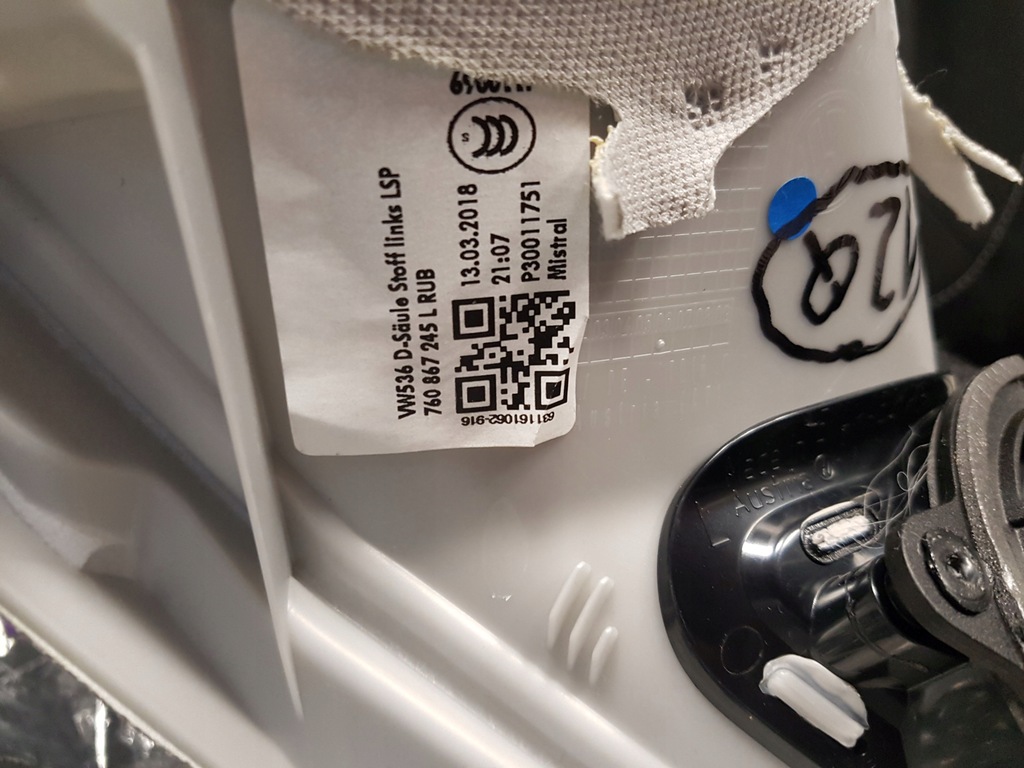 VW536 D-Säule Stoff links LSP
760 867 245 L RUB
13.03.2018
21:07
P30011751
Mistral
631161062-916
S